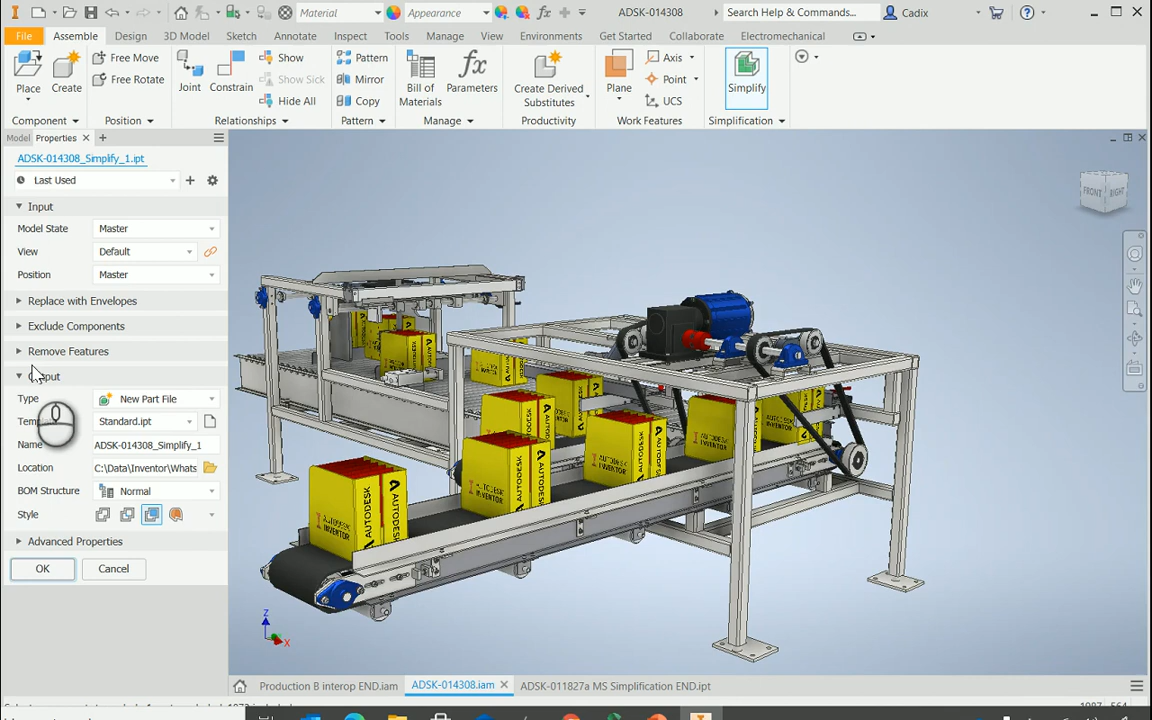 Material
Appearance
ADSK-014308
Search Help & Commands...
Cadix
File
Assemble
Design
3D Model
Sketch
Annotate
Inspect
Tools
Manage
View
Environments
Get Started
Collaborate
Electromechanical
Place
Create
Free Move
Free Rotate
Joint
Constrain
Show
Show Sick
Hide All
Pattern
Mirror
Copy
Bill of
Materials
Parameters
Create Derived
Substitutes
Plane
Axis
Point
UCS
Simplify
Component
Position
Relationships
Pattern
Manage
Productivity
Work Features
Simplification
Model
Properties
ADSK-014308_Simplify_1.ipt
Last Used
Input
Model State
Master
View
Default
Position
Master
Replace with Envelopes
Exclude Components
Remove Features
Type
New Part File
Standard.ipt
Name
ADSK-014308_Simplify_1
Location
C:\Data\Inventor\Whats
BOM Structure
Normal
Style
Advanced Properties
OK
Cancel
FRONT
RIGHT
AUTODESK
INVENTOR
AUTODESK
AUTODESK
Z
X
Production B interop END.iam
ADSK-014308.iam
ADSK-011827a MS Simplification END.ipt